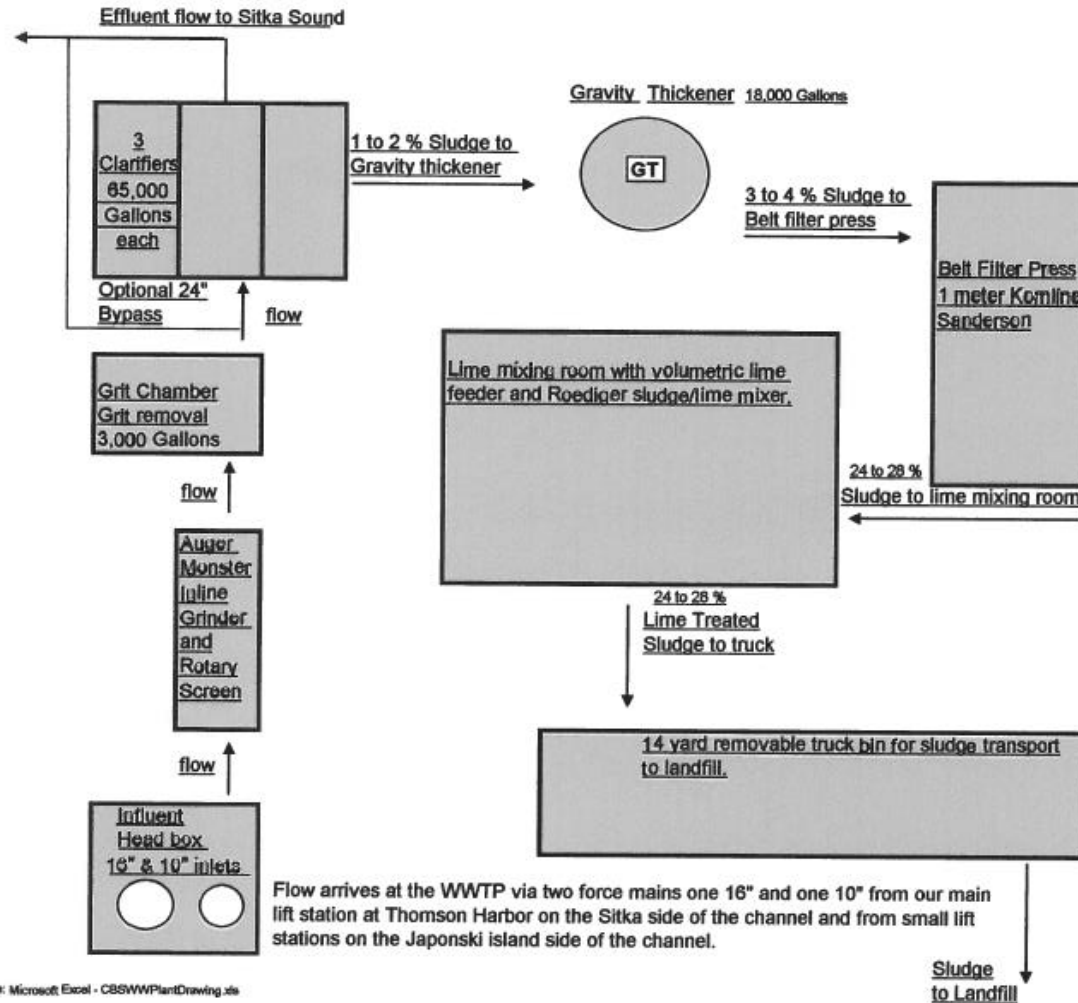 Effluent flow to Sitka Sound
Gravity Thickener 18,000 Gallons
3
Clarifiers
65,000
Gallons
each
1 to 2 % Sludge to
Gravity thickener
GT
3 to 4 % Sludge to
Belt filter press
Belt Filter Press
1 meter Komline
Sanderson
Optional 24"
Bypass
flow
Lime mixing room with volumetric lime
feeder and Roediger sludge/lime mixer.
Grit Chamber
Grit removal
3,000 Gallons
24 to 28 %
Sludge to lime mixing room
flow
Auger
Monster
Inline
Grinder
and
Rotary
Screen
24 to 28 %
Lime Treated
Sludge to truck
flow
14 yard removable truck bin for sludge transport
to landfill.
Influent
Head box
16" & 10" inlets
Flow arrives at the WWTP via two force mains one 16" and one 10" from our main
lift station at Thomson Harbor on the Sitka side of the channel and from small lift
stations on the Japonski island side of the channel.
Sludge
to Landfill
: Microsoft Excel - CBSWWPlantDrawing.xls